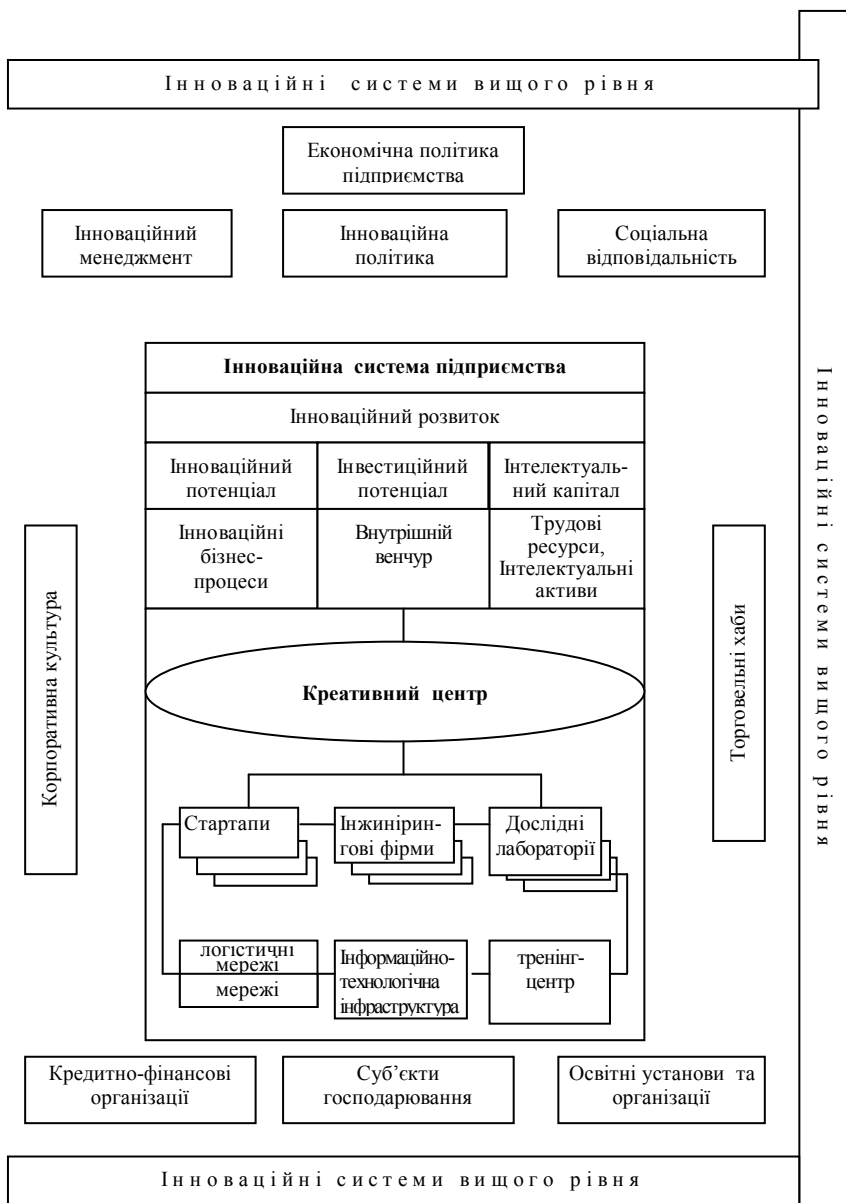 Інноваційні системи вищого рівня
Економічна політика
підприємства
Інноваційний
менеджмент
Інноваційна
політика
Соціальна
відповідальність
Інноваційна система підприємства
Інноваційний розвиток
Інноваційний
потенціал
Інвестиційний
потенціал
Інтелектуаль-
ний капітал
Інноваційні
бізнес-
процеси
Внутрішній
венчур
Трудові
ресурси,
Інтелектуальні
активи
Корпоративна культура
Креативний центр
Торговельні хаби
Інноваційні системи вищого рівня
Стартапи
Інжинірин-
гові фірми
Дослідні
лабораторії
логістичні
мережі
мережі
Інформаційно-
технологічна
інфраструктура
тренінг-
центр
Кредитно-фінансові
організації
Суб’єкти
господарювання
Освітні установи та
організації
Інноваційні системи вищого рівня